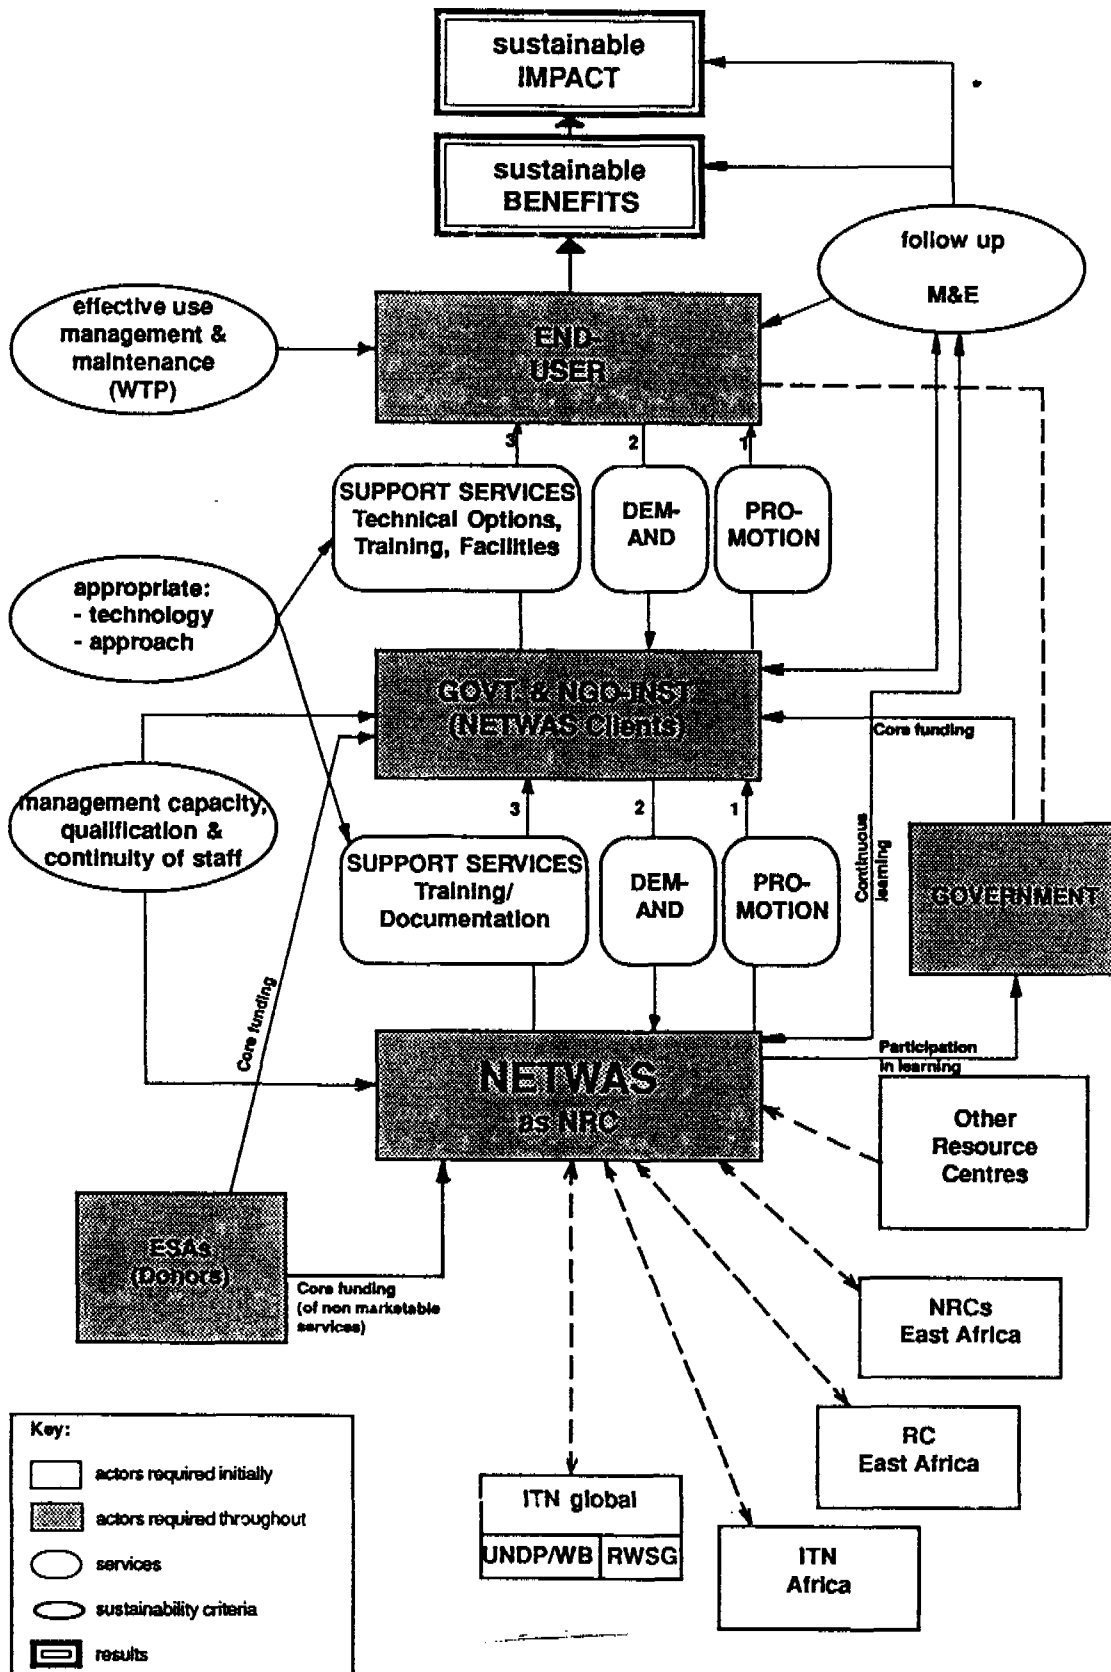 sustainable
IMPACT
sustainable
BENEFITS
follow up
M&E
effective use
management &
maintenance
(WTP)
END-
USER
3
2
1
SUPPORT SERVICES
Technical Options,
Training, Facilities
DEM-
AND
PRO-
MOTION
appropriate:
- technology
- approach
GOVT. & NGO-INST
(NETWAS Clients)
Core funding
management capacity,
qualification &
continuity of staff
3
2
1
SUPPORT SERVICES
Training/
Documentation
DEM-
AND
PRO-
MOTION
Continuous
learning
GOVERNMENT
Core funding
NETWAS
as NRC
Participation
in learning
Other
Resource
Centres
ESAs
(Donors)
Core funding
(of non marketable
services)
NRCs
East Africa
RC
East Africa
ITN global
UNDP/WB
RWSG
ITN
Africa
Key:
actors required initially
actors required throughout
services
sustainability criteria
results